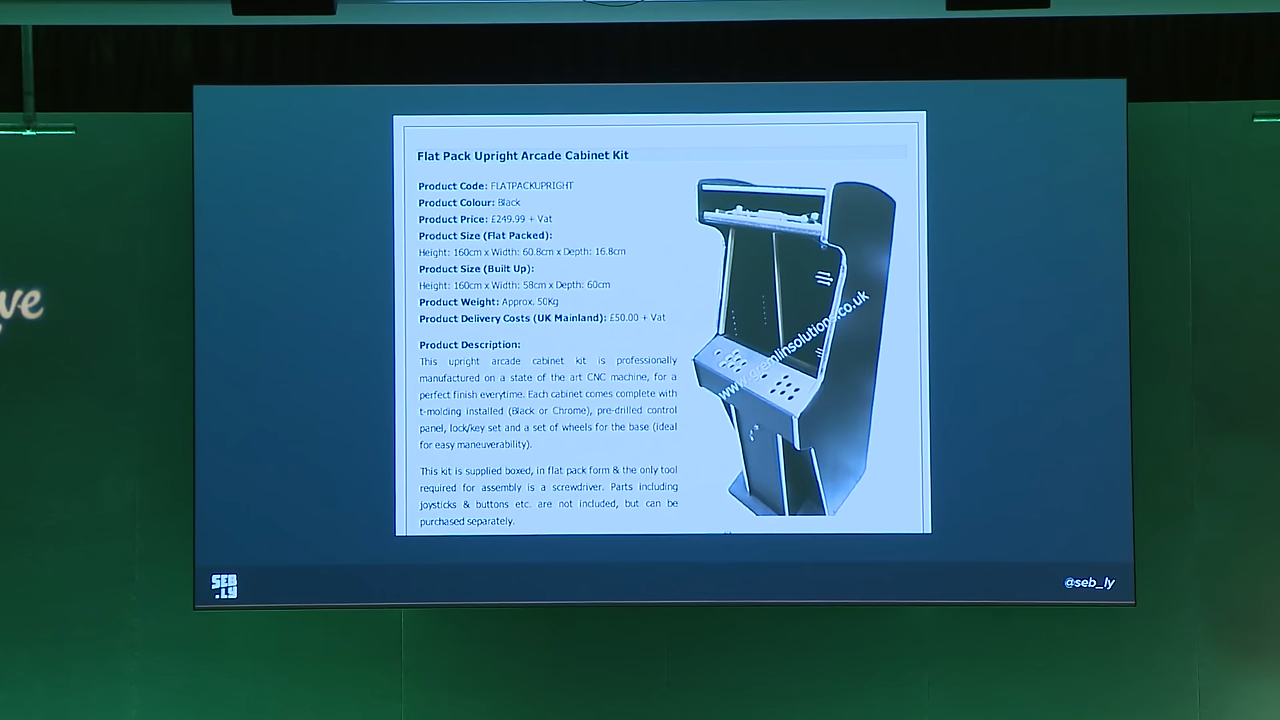 Flat Pack Upright Arcade Cabinet Kit
Product Code: FLATPACKUPRIGHT
Product Colour: Black
Product Price: £249.99 + Vat
Product Size (Flat Packed):
Height: 160cm x Width: 60.8cm x Depth: 16.8cm
Product Size (Built Up):
Height: 160cm x Width: 58cm x Depth: 60cm
Product Weight: Approx. 50Kg
Product Delivery Costs (UK Mainland): £50.00 + Vat
Product Description:
This upright arcade cabinet kit is professionally
manufactured on a state of the art CNC machine, for a
perfect finish everytime. Each cabinet comes complete with
t-molding installed (Black or Chrome), pre-drilled control
panel, lock/key set and a set of wheels for the base (ideal
for easy maneuverability).
This kit is supplied boxed, in flat pack form & the only tool
required for assembly is a screwdriver. Parts including
joysticks & buttons etc. are not included, but can be
purchased separately.
www.gremlinsolutions.co.uk
SEB
.LY
@seb_ly